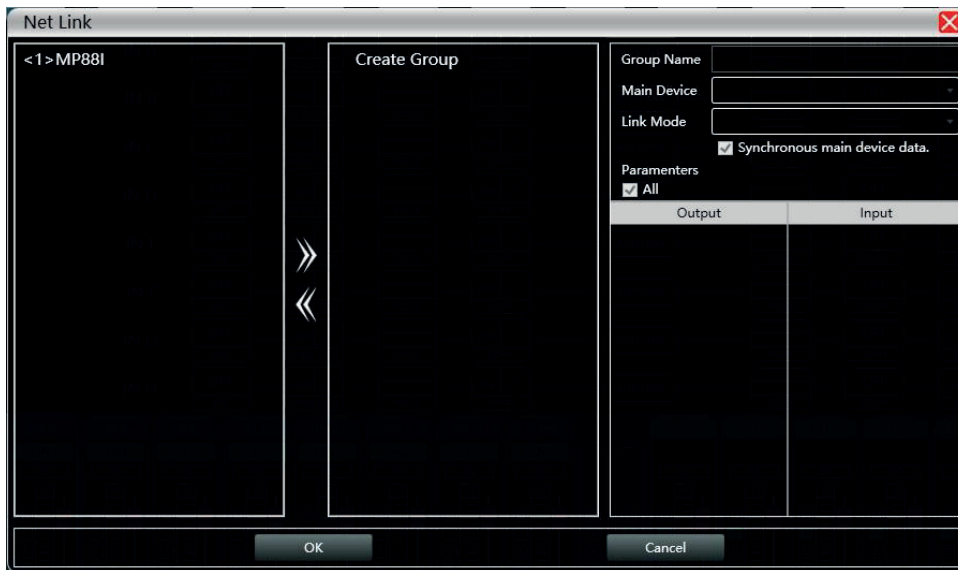 Net Link
<1>MP88I
Create Group
Group Name
Main Device
Link Mode
Synchronous main device data.
Paramenters
All
Output Input
OK Cancel